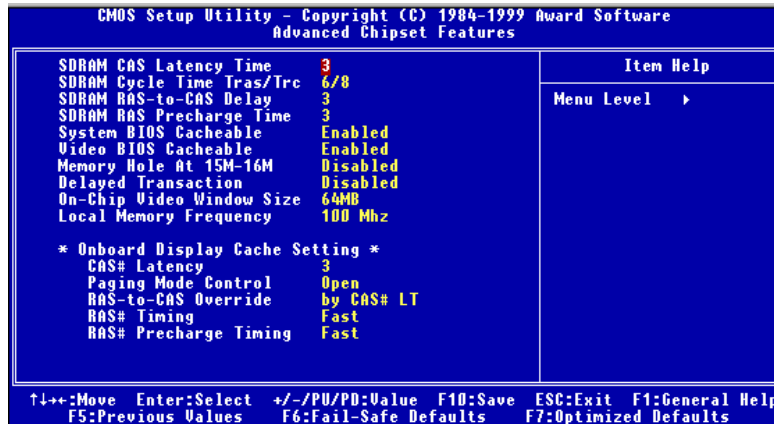 CMOS Setup Utility - Copyright (C) 1984-1999 Award Software
Advanced Chipset Features
SDRAM CAS Latency Time 3
SDRAM Cycle Time Tras/Trc 6/8
SDRAM RAS-to-CAS Delay 3
SDRAM RAS Precharge Time 3
System BIOS Cacheable Enabled
Video BIOS Cacheable Enabled
Memory Hole At 15M-16M Disabled
Delayed Transaction Disabled
On-Chip Video Window Size 64MB
Local Memory Frequency 100 Mhz
* Onboard Display Cache Setting *
CAS# Latency 3
Paging Mode Control Open
RAS-to-CAS Override by CAS# LT
RAS# Timing Fast
RAS# Precharge Timing Fast
Item Help
Menu Level ▸
↑↓→←:Move Enter:Select +/-/PU/PD:Value F10:Save ESC:Exit F1:General Help
F5:Previous Values F6:Fail-Safe Defaults F7:Optimized Defaults